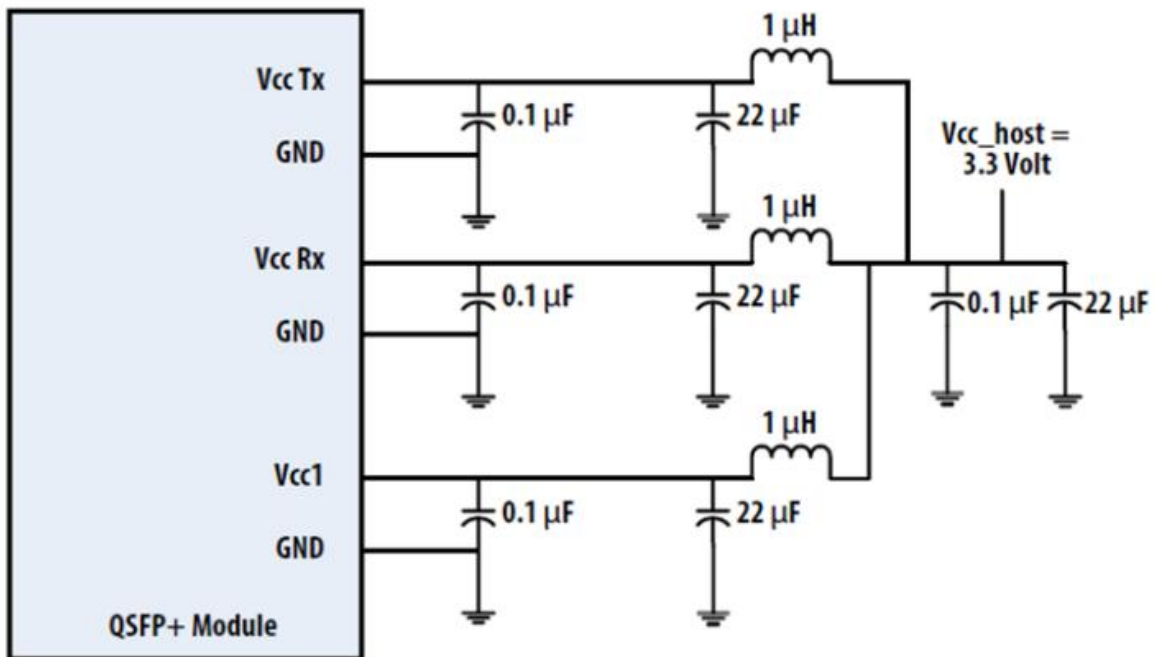 1 µH
Vcc Tx
0.1 µF
22 µF
GND
Vcc_host =
3.3 Volt
1 µH
Vcc Rx
0.1 µF
22 µF
0.1 µF
22 µF
GND
1 µH
Vcc1
0.1 µF
22 µF
GND
QSFP+ Module